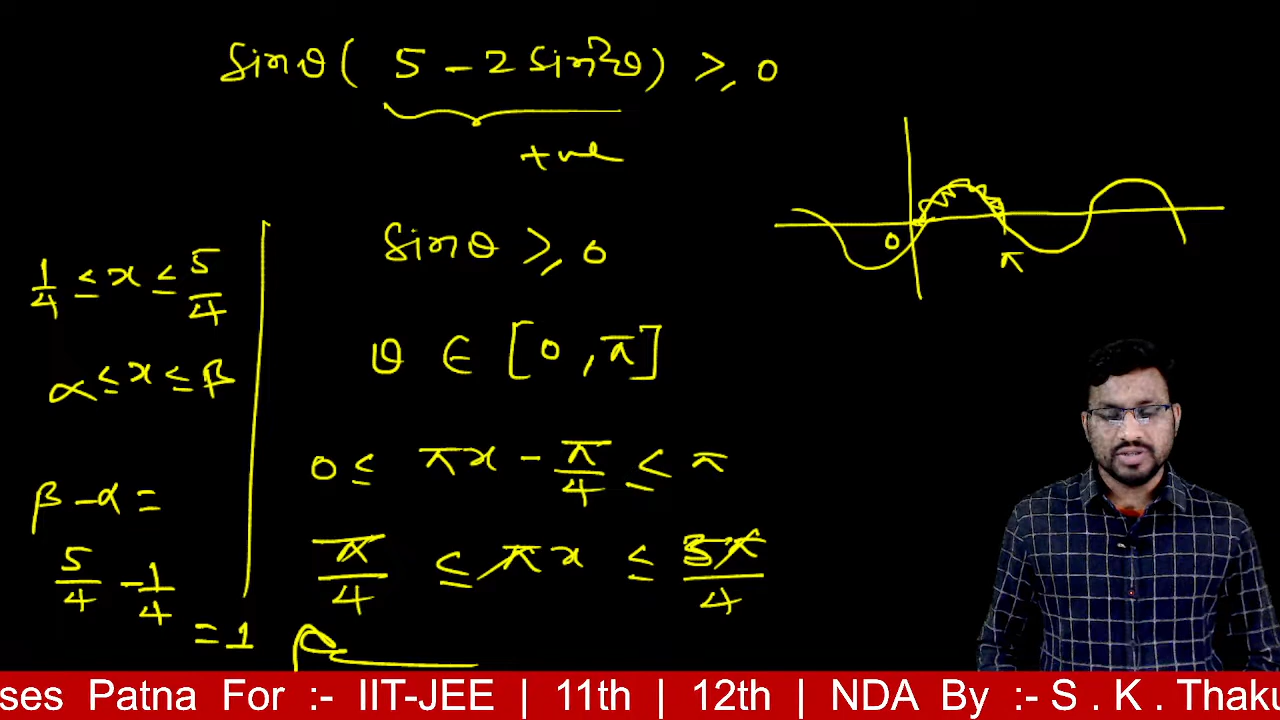 sinθ ( 5 - 2 sin²θ ) ≥ 0
+ve
sinθ ≥ 0
θ ∈ [ 0 , π ]
0 ≤ πx - π/4 ≤ π
π/4 ≤ πx ≤ 5π/4
1/4 ≤ x ≤ 5/4
α ≤ x ≤ β
β - α =
5/4 - 1/4
= 1
0
π
ses Patna For :- IIT-JEE | 11th | 12th | NDA By :- S . K . Thaku